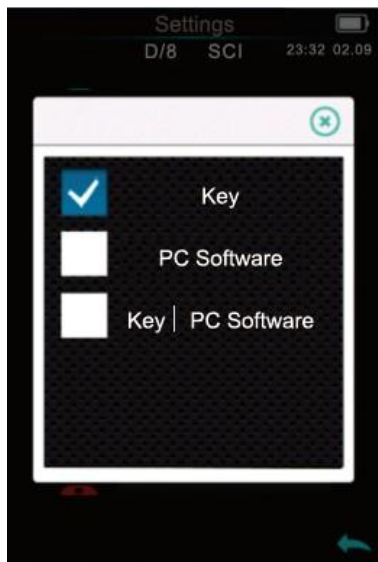 Settings
D/8 SCI 23:32 02.09
Key
PC Software
Key | PC Software